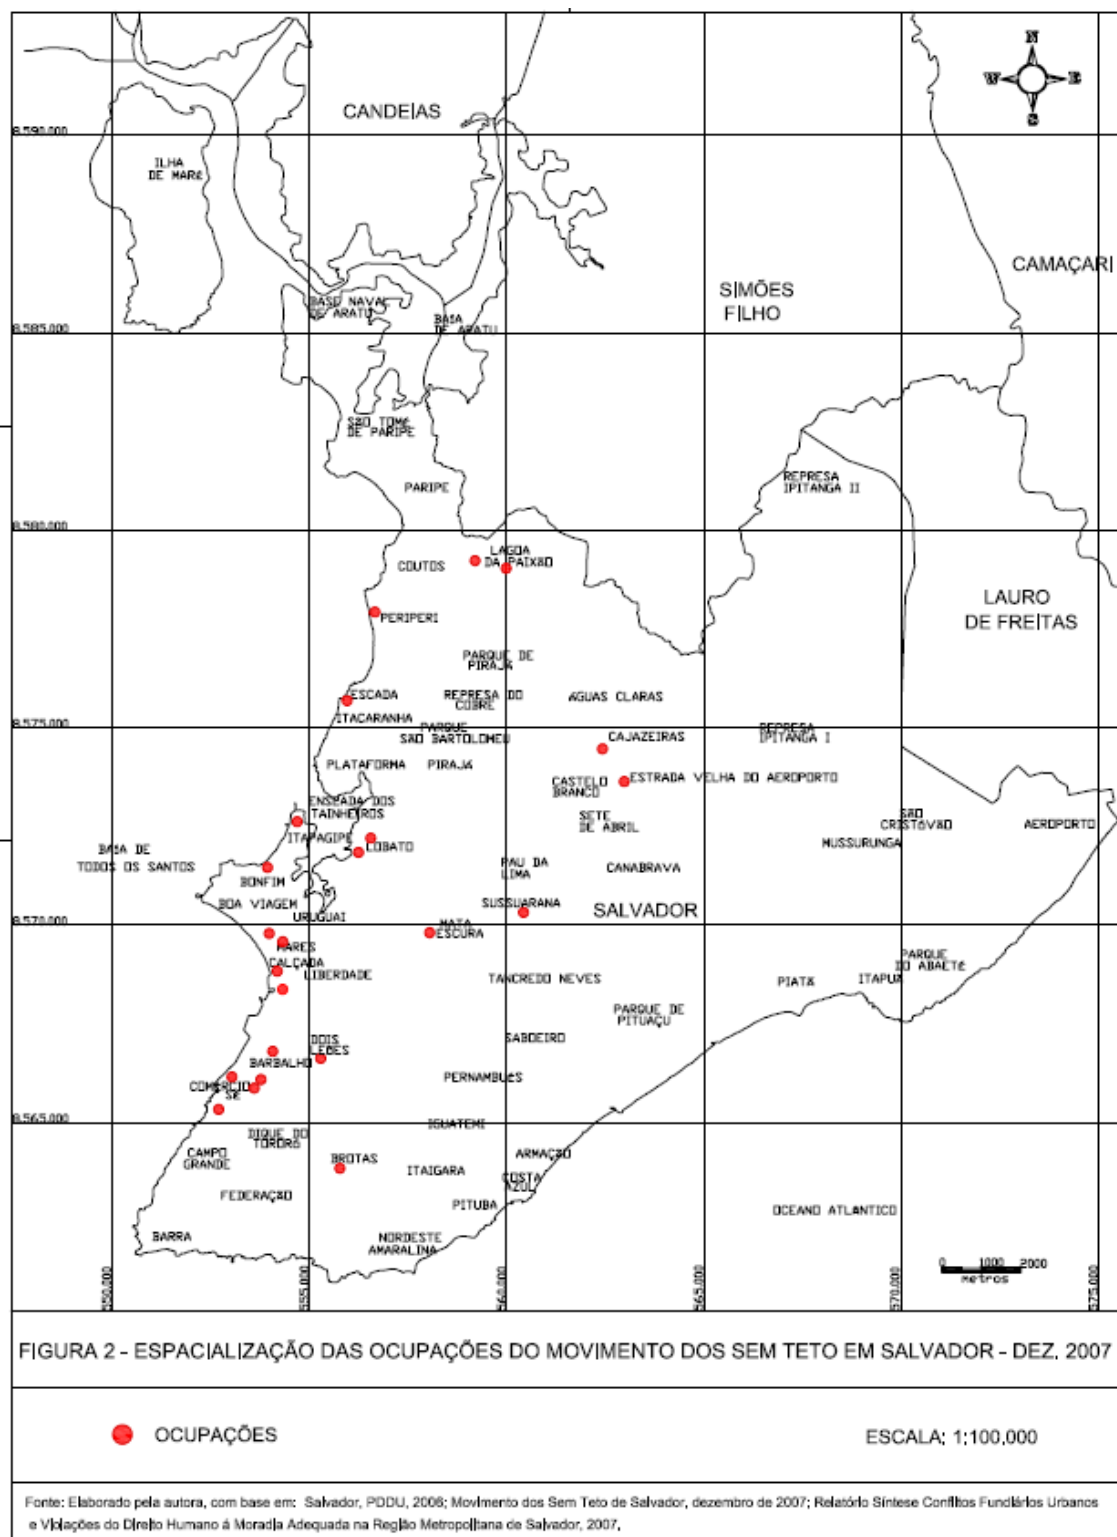 N
W
E
S
CANDEIAS
8.590.000
ILHA
DE MARé
CAMAÇARI
SIMÕES
FILHO
BASE NAVAL
DE ARATU
BAíA
DE ARATU
8.585.000
SãO TOMé
DE PARIPE
REPRESA
IPITANGA II
PARIPE
8.580.000
LAGOA
DA PAIXãO
COUTOS
LAURO
DE FREITAS
PERIPERI
PARQUE DE
PIRAJá
ESCADA
REPRESA DO
COBRE
áGUAS CLARAS
ITACARANHA
8.575.000
PARQUE
SãO BARTOLOMEU
REPRESA
IPITANGA I
CAJAZEIRAS
PLATAFORMA
PIRAJá
CASTELO
BRANCO
ESTRADA VELHA DO AEROPORTO
ENSEADA DOS
TAINHEIROS
SETE
DE ABRIL
SãO
CRISTóVãO
AEROPORTO
ITAPAGIPE
LOBATO
MUSSURUNGA
BAíA DE
TODOS OS SANTOS
PAU DA
LIMA
CANABRAVA
BONFIM
BOA VIAGEM
SUSSUARANA
SALVADOR
URUGUAI
8.570.000
MATA
ESCURA
MARES
CALÇADA
LIBERDADE
PARQUE
DO ABAETé
TANCREDO NEVES
PIATã
ITAPUã
PARQUE DE
PITUAÇU
DOIS
LEõES
SABOEIRO
BARBALHO
PERNAMBUéS
COMERCIO
Sé
8.565.000
IGUATEMI
DIQUE DO
TORORó
CAMPO
GRANDE
BROTAS
ARMAÇãO
ITAIGARA
COSTA
AZUL
FEDERAÇãO
PITUBA
OCEANO ATLâNTICO
BARRA
NORDESTE
AMARALINA
0 1000 2000
metros
550.000
555.000
560.000
565.000
570.000
575.000
FIGURA 2 - ESPACIALIZAÇÃO DAS OCUPAÇÕES DO MOVIMENTO DOS SEM TETO EM SALVADOR - DEZ. 2007
OCUPAÇÕES
ESCALA: 1:100.000
Fonte: Elaborado pela autora, com base em: Salvador, PDDU, 2006; Movimento dos Sem Teto de Salvador, dezembro de 2007; Relatório Síntese Conflitos Fundiários Urbanos
e Violações do Direito Humano á Moradia Adequada na Região Metropolitana de Salvador, 2007.